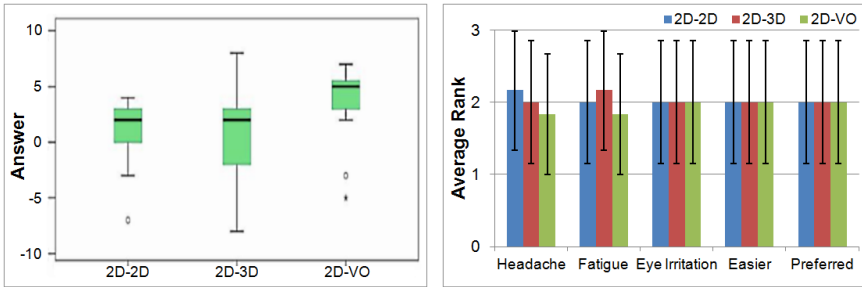 10
5
0
-5
-10
Answer
2D-2D 2D-3D 2D-VO
2D-2D 2D-3D 2D-VO
3
2
1
0
Average Rank
Headache Fatigue Eye Irritation Easier Preferred